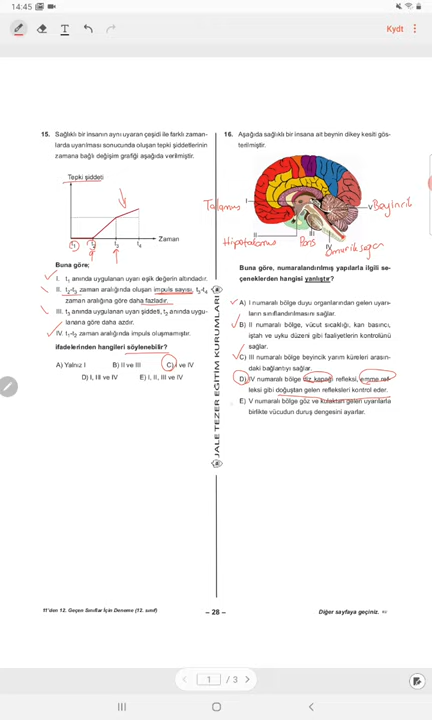 14:45
Kydt
15. Sağlıklı bir insanın aynı uyaran çeşidi ile farklı zaman-
larda uyarılması sonucunda oluşan tepki şiddetlerinin
zamana bağlı değişim grafiği aşağıda verilmiştir.
Tepki şiddeti
t₁ t₂ t₃ t₄ Zaman
Buna göre;
I. t₁ anında uygulanan uyarı eşik değerin altındadır.
II. t₂-t₃ zaman aralığında oluşan impuls sayısı, t₃-t₄
zaman aralığına göre daha fazladır.
III. t₃ anında uygulanan uyarı şiddeti, t₂ anında uygu-
lanana göre daha azdır.
IV. t₁-t₂ zaman aralığında impuls oluşmamıştır.
ifadelerinden hangileri söylenebilir?
A) Yalnız I B) II ve III C) I ve IV
D) I, III ve IV E) I, II, III ve IV
JALE TEZER EĞİTİM KURUMLARI
16. Aşağıda sağlıklı bir insana ait beynin dikey kesiti gös-
terilmiştir.
I
Talamus
V Beyincik
II III IV
Hipotalamus Pons Omurilik soğan
Buna göre, numaralandırılmış yapılarla ilgili se-
çeneklerden hangisi yanlıştır?
A) I numaralı bölge duyu organlarından gelen uyarı-
ların sınıflandırılmasını sağlar.
B) II numaralı bölge, vücut sıcaklığı, kan basıncı,
iştah ve uyku düzeni gibi faaliyetlerin kontrolünü
sağlar.
C) III numaralı bölge beyincik yarım küreleri arasın-
daki bağlantıyı sağlar.
D) IV numaralı bölge diz kapağı refleksi, emme ref-
leksi gibi doğuştan gelen refleksleri kontrol eder.
E) V numaralı bölge göz ve kulaktan gelen uyarılarla
birlikte vücudun duruş dengesini ayarlar.
11'den 12. Geçen Sınıflar İçin Deneme (12. sınıf)
– 28 –
Diğer sayfaya geçiniz.
1 / 3